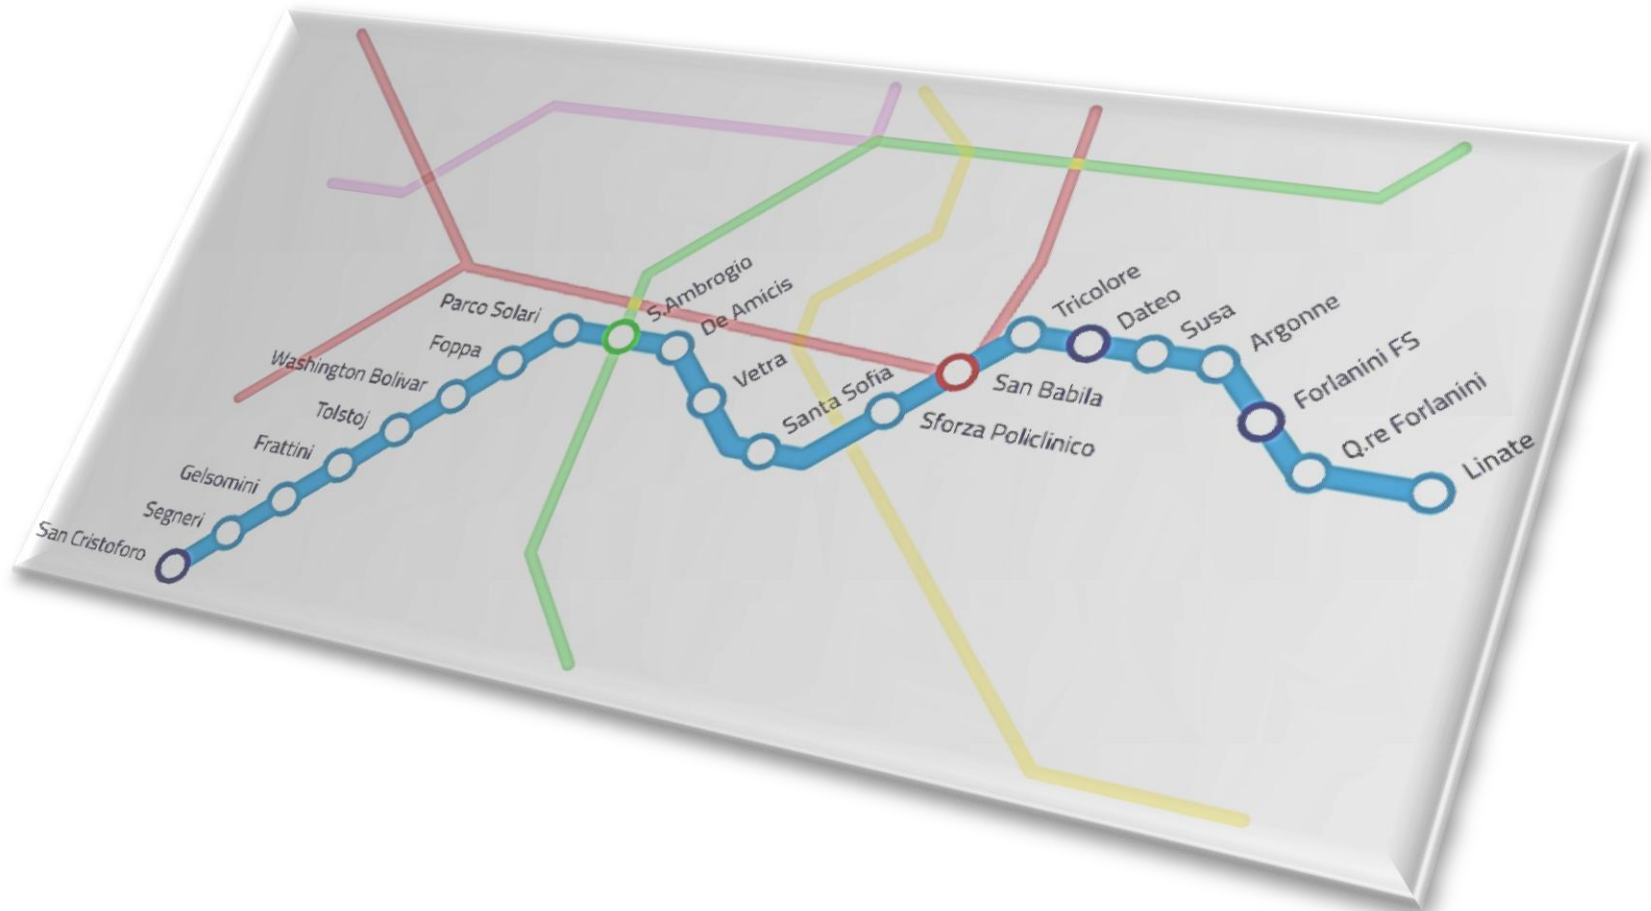 San Cristoforo
Segneri
Gelsomini
Frattini
Tolstoj
Washington Bolivar
Foppa
Parco Solari
S.Ambrogio
De Amicis
Vetra
Santa Sofia
Sforza Policlinico
San Babila
Tricolore
Dateo
Susa
Argonne
Forlanini FS
Q.re Forlanini
Linate